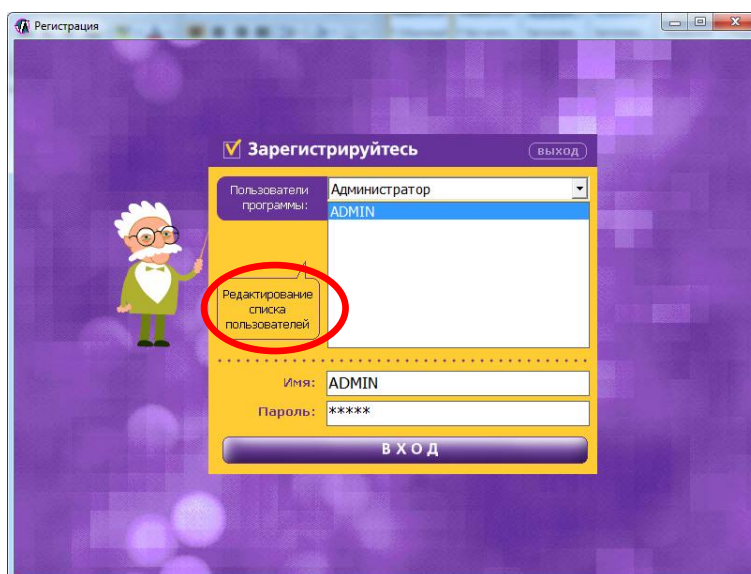 Регистрация
Зарегистрируйтесь
выход
Пользователи
программы:
Администратор
ADMIN
Редактирование
списка
пользователей
Имя: ADMIN
Пароль: *****
ВХОД